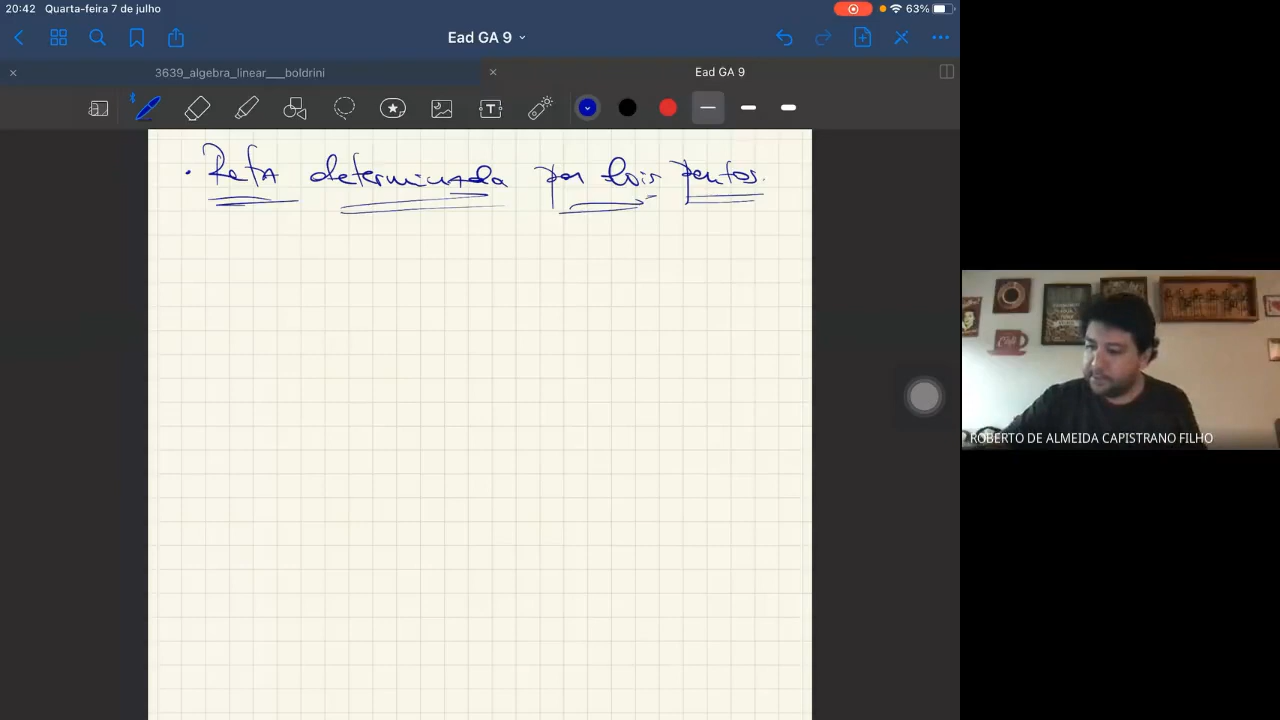 20:42 Quarta-feira 7 de julho
63%
Ead GA 9
3639_algebra_linear___boldrini
Ead GA 9
T
• Reta determinada por dois pontos.
Café
ROBERTO DE ALMEIDA CAPISTRANO FILHO